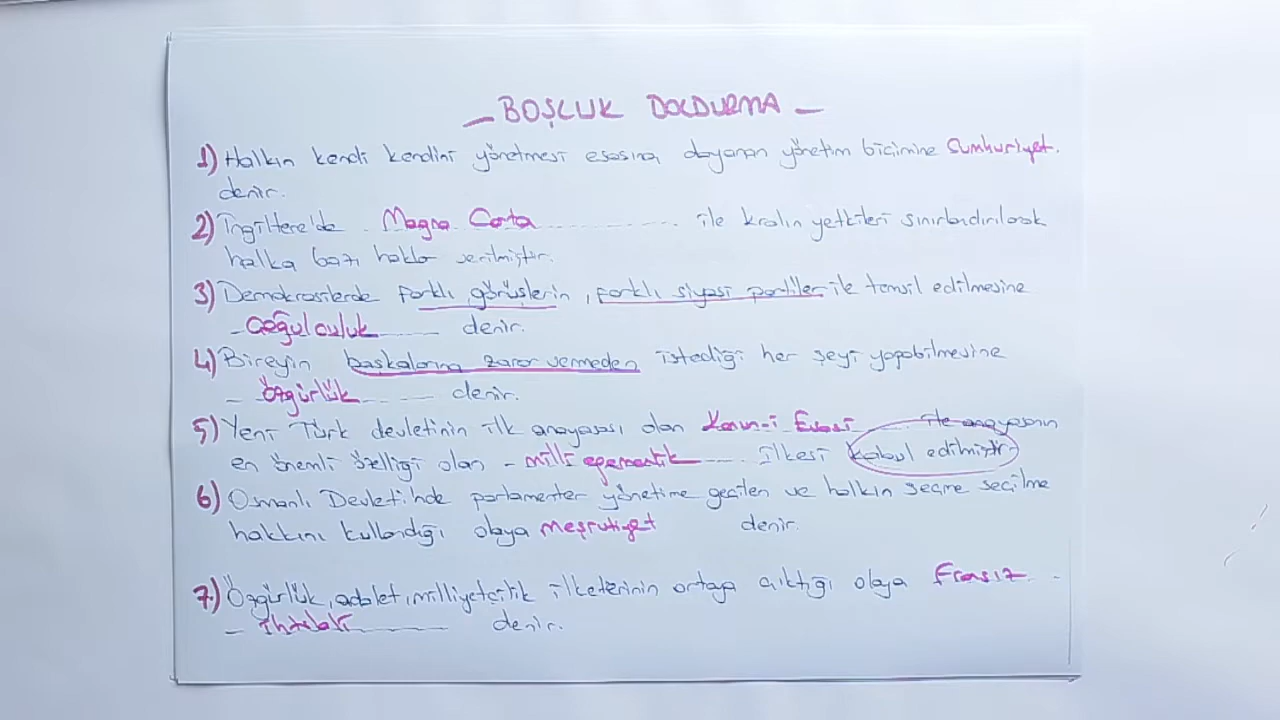 _ BOŞLUK DOLDURMA _
1) Halkın kendi kendini yönetmesi esasına dayanan yönetim biçimine Cumhuriyet.
denir.
2) İngiltere'de Magna Carta ile kralın yetkileri sınırlandırılarak
halka bazı haklar verilmiştir.
3) Demokrasilerde farklı görüşlerin, farklı siyasi partiler ile temsil edilmesine
Çoğulculuk denir.
4) Bireyin başkalarına zarar vermeden istediği her şeyi yapabilmesine
özgürlük denir.
5) Yeni Türk devletinin ilk anayasası olan Kanun-i Esasi ile anayasanın
en önemli özelliği olan milli egemenlik ilkesi kabul edilmiştir.
6) Osmanlı Devleti'nde parlamenter yönetime geçilen ve halkın seçme seçilme
hakkını kullandığı olaya Meşrutiyet denir.
7) Özgürlük, adalet, milliyetçilik ilkelerinin ortaya çıktığı olaya Fransız
ihtilali denir.